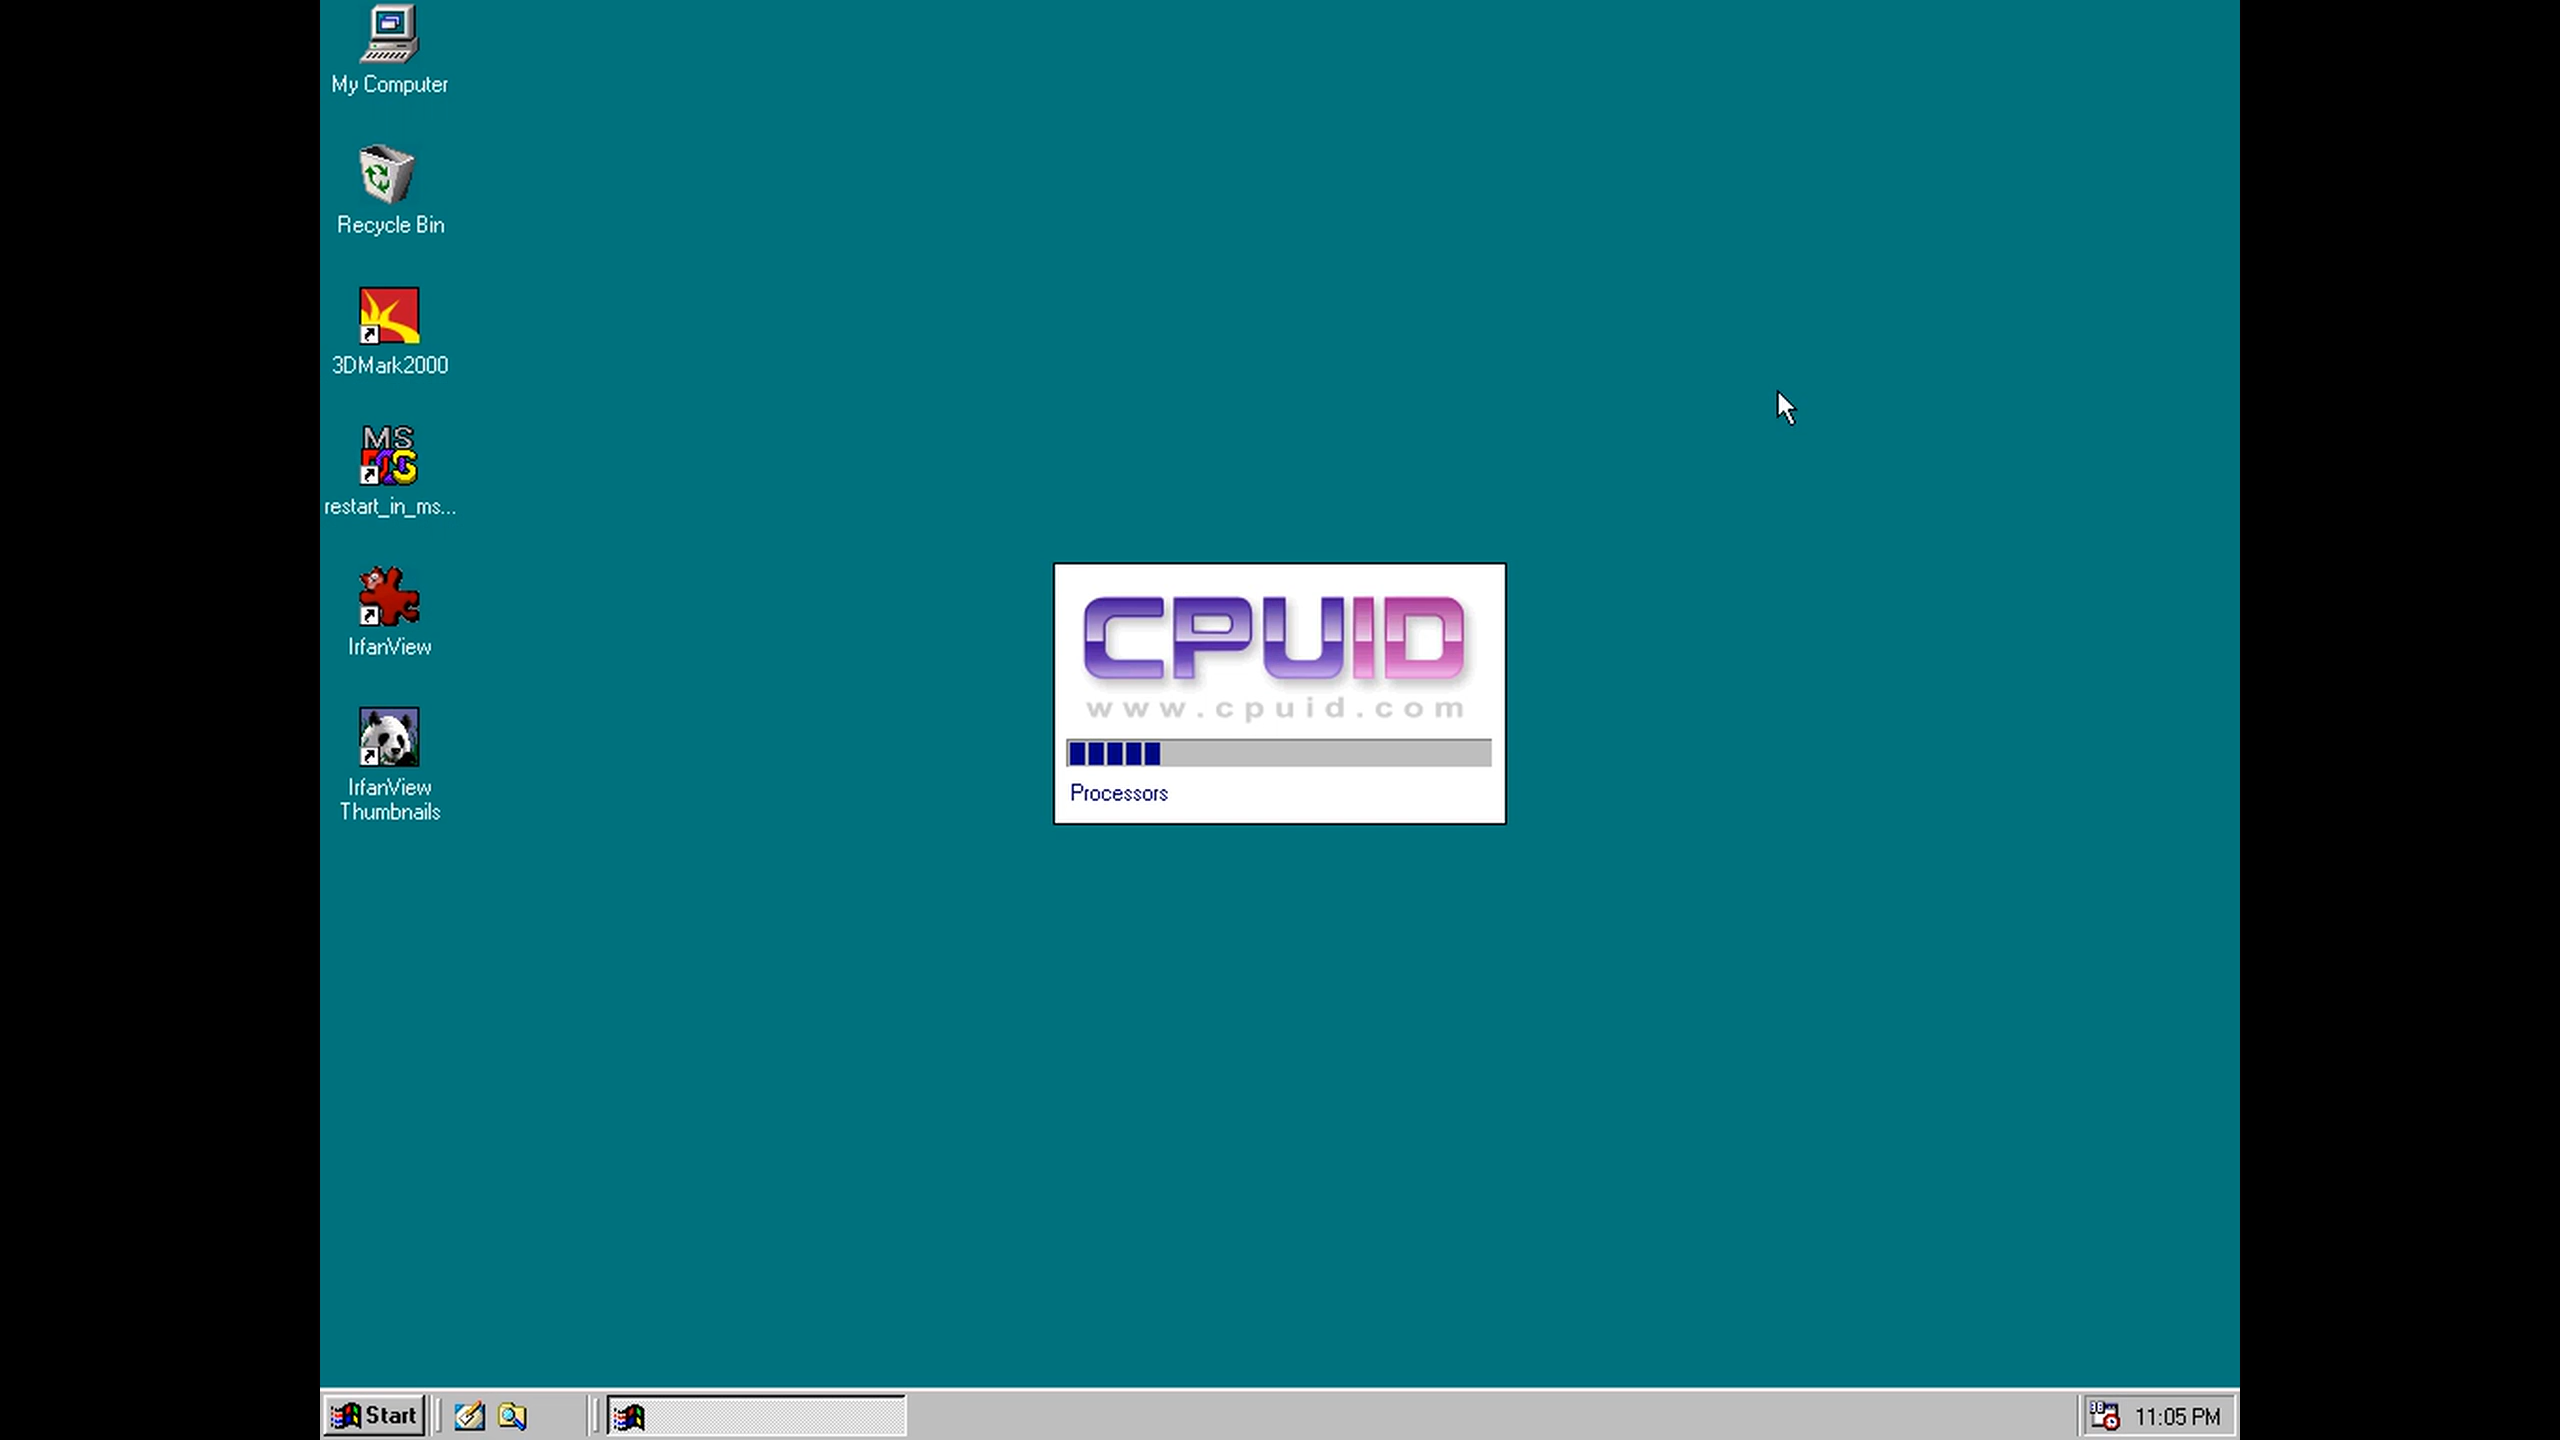 My Computer
Recycle Bin
3DMark2000
MS
restart_in_ms...
IrfanView
IrfanView
Thumbnails
CPUID
www.cpuid.com
Processors
Start
11:05 PM